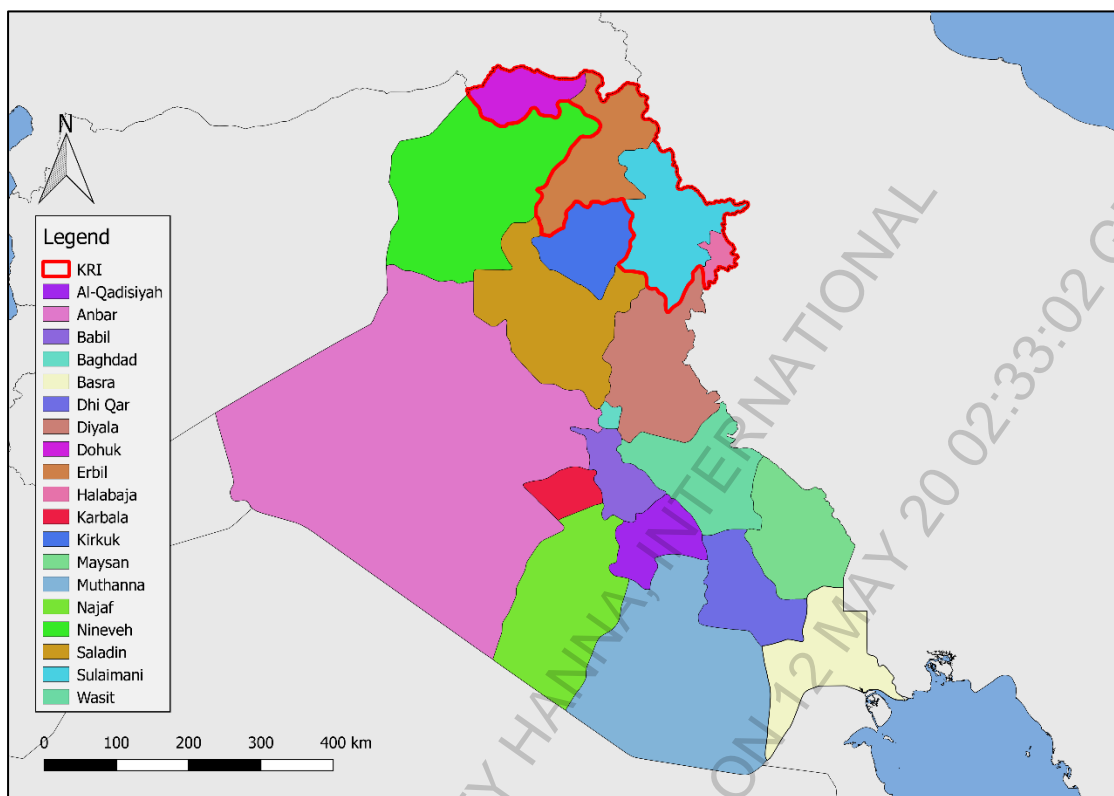 N
Legend
KRI
Al-Qadisiyah
Anbar
Babil
Baghdad
Basra
Dhi Qar
Diyala
Dohuk
Erbil
Halabaja
Karbala
Kirkuk
Maysan
Muthanna
Najaf
Nineveh
Saladin
Sulaimani
Wasit
0 100 200 300 400 km
HANNA, INTERNATIONAL
ON 12 MAY 20 02:33:02